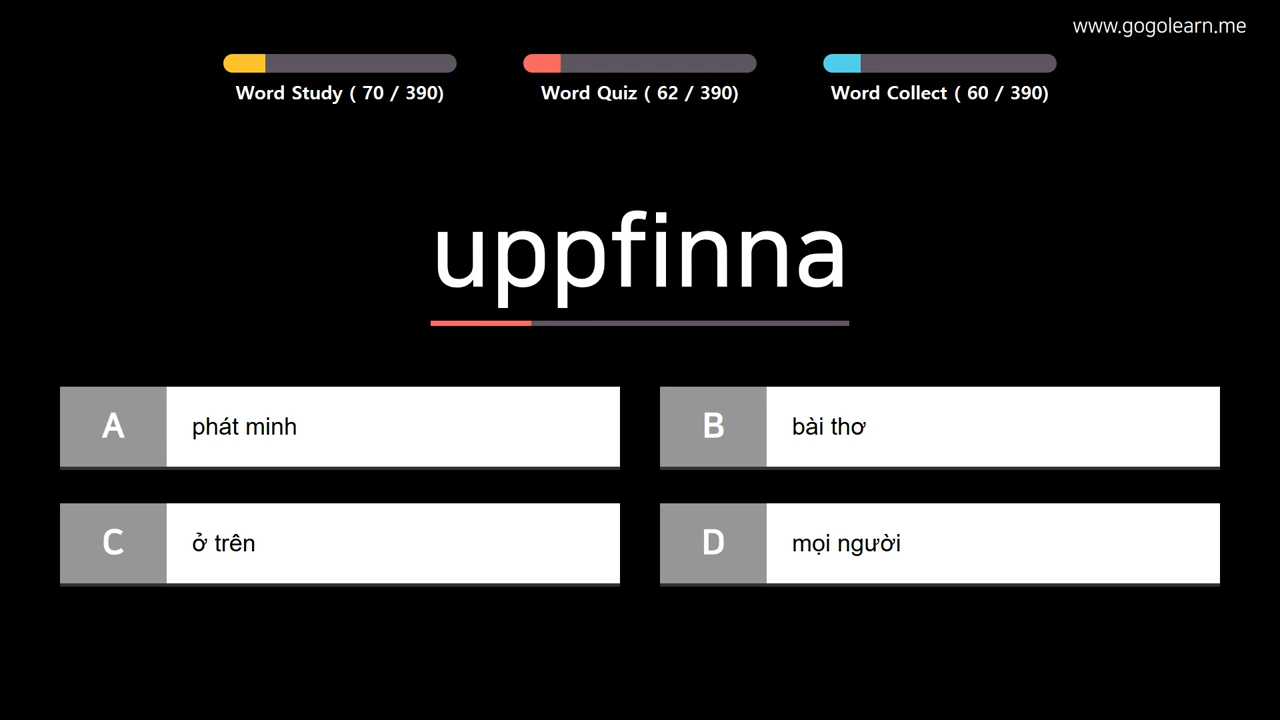 www.gogolearn.me
Word Study ( 70 / 390)
Word Quiz ( 62 / 390)
Word Collect ( 60 / 390)
uppfinna
A phát minh
B bài thơ
C ở trên
D mọi người